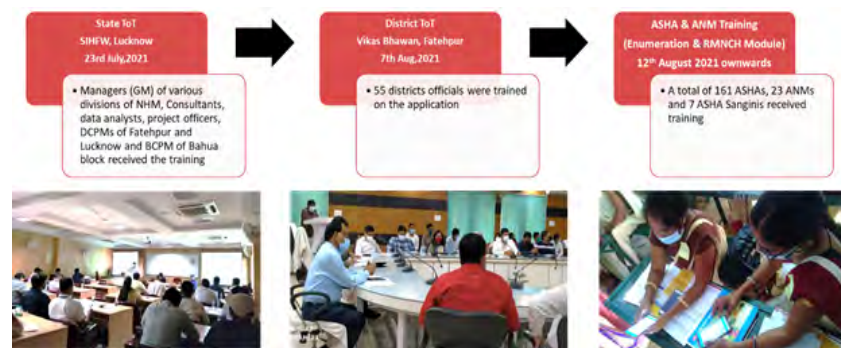 State ToT
SIHFW, Lucknow
23rd July,2021
• Managers (GM) of various
divisions of NHM, Consultants,
data analysts, project officers,
DCPMs of Fatehpur and
Lucknow and BCPM of Bahua
block received the training
District ToT
Vikas Bhawan, Fatehpur
7th Aug,2021
• 55 districts officials were trained
on the application
ASHA & ANM Training
(Enumeration & RMNCH Module)
12th August 2021 ownwards
• A total of 161 ASHAs, 23 ANMs
and 7 ASHA Sanginis received
training